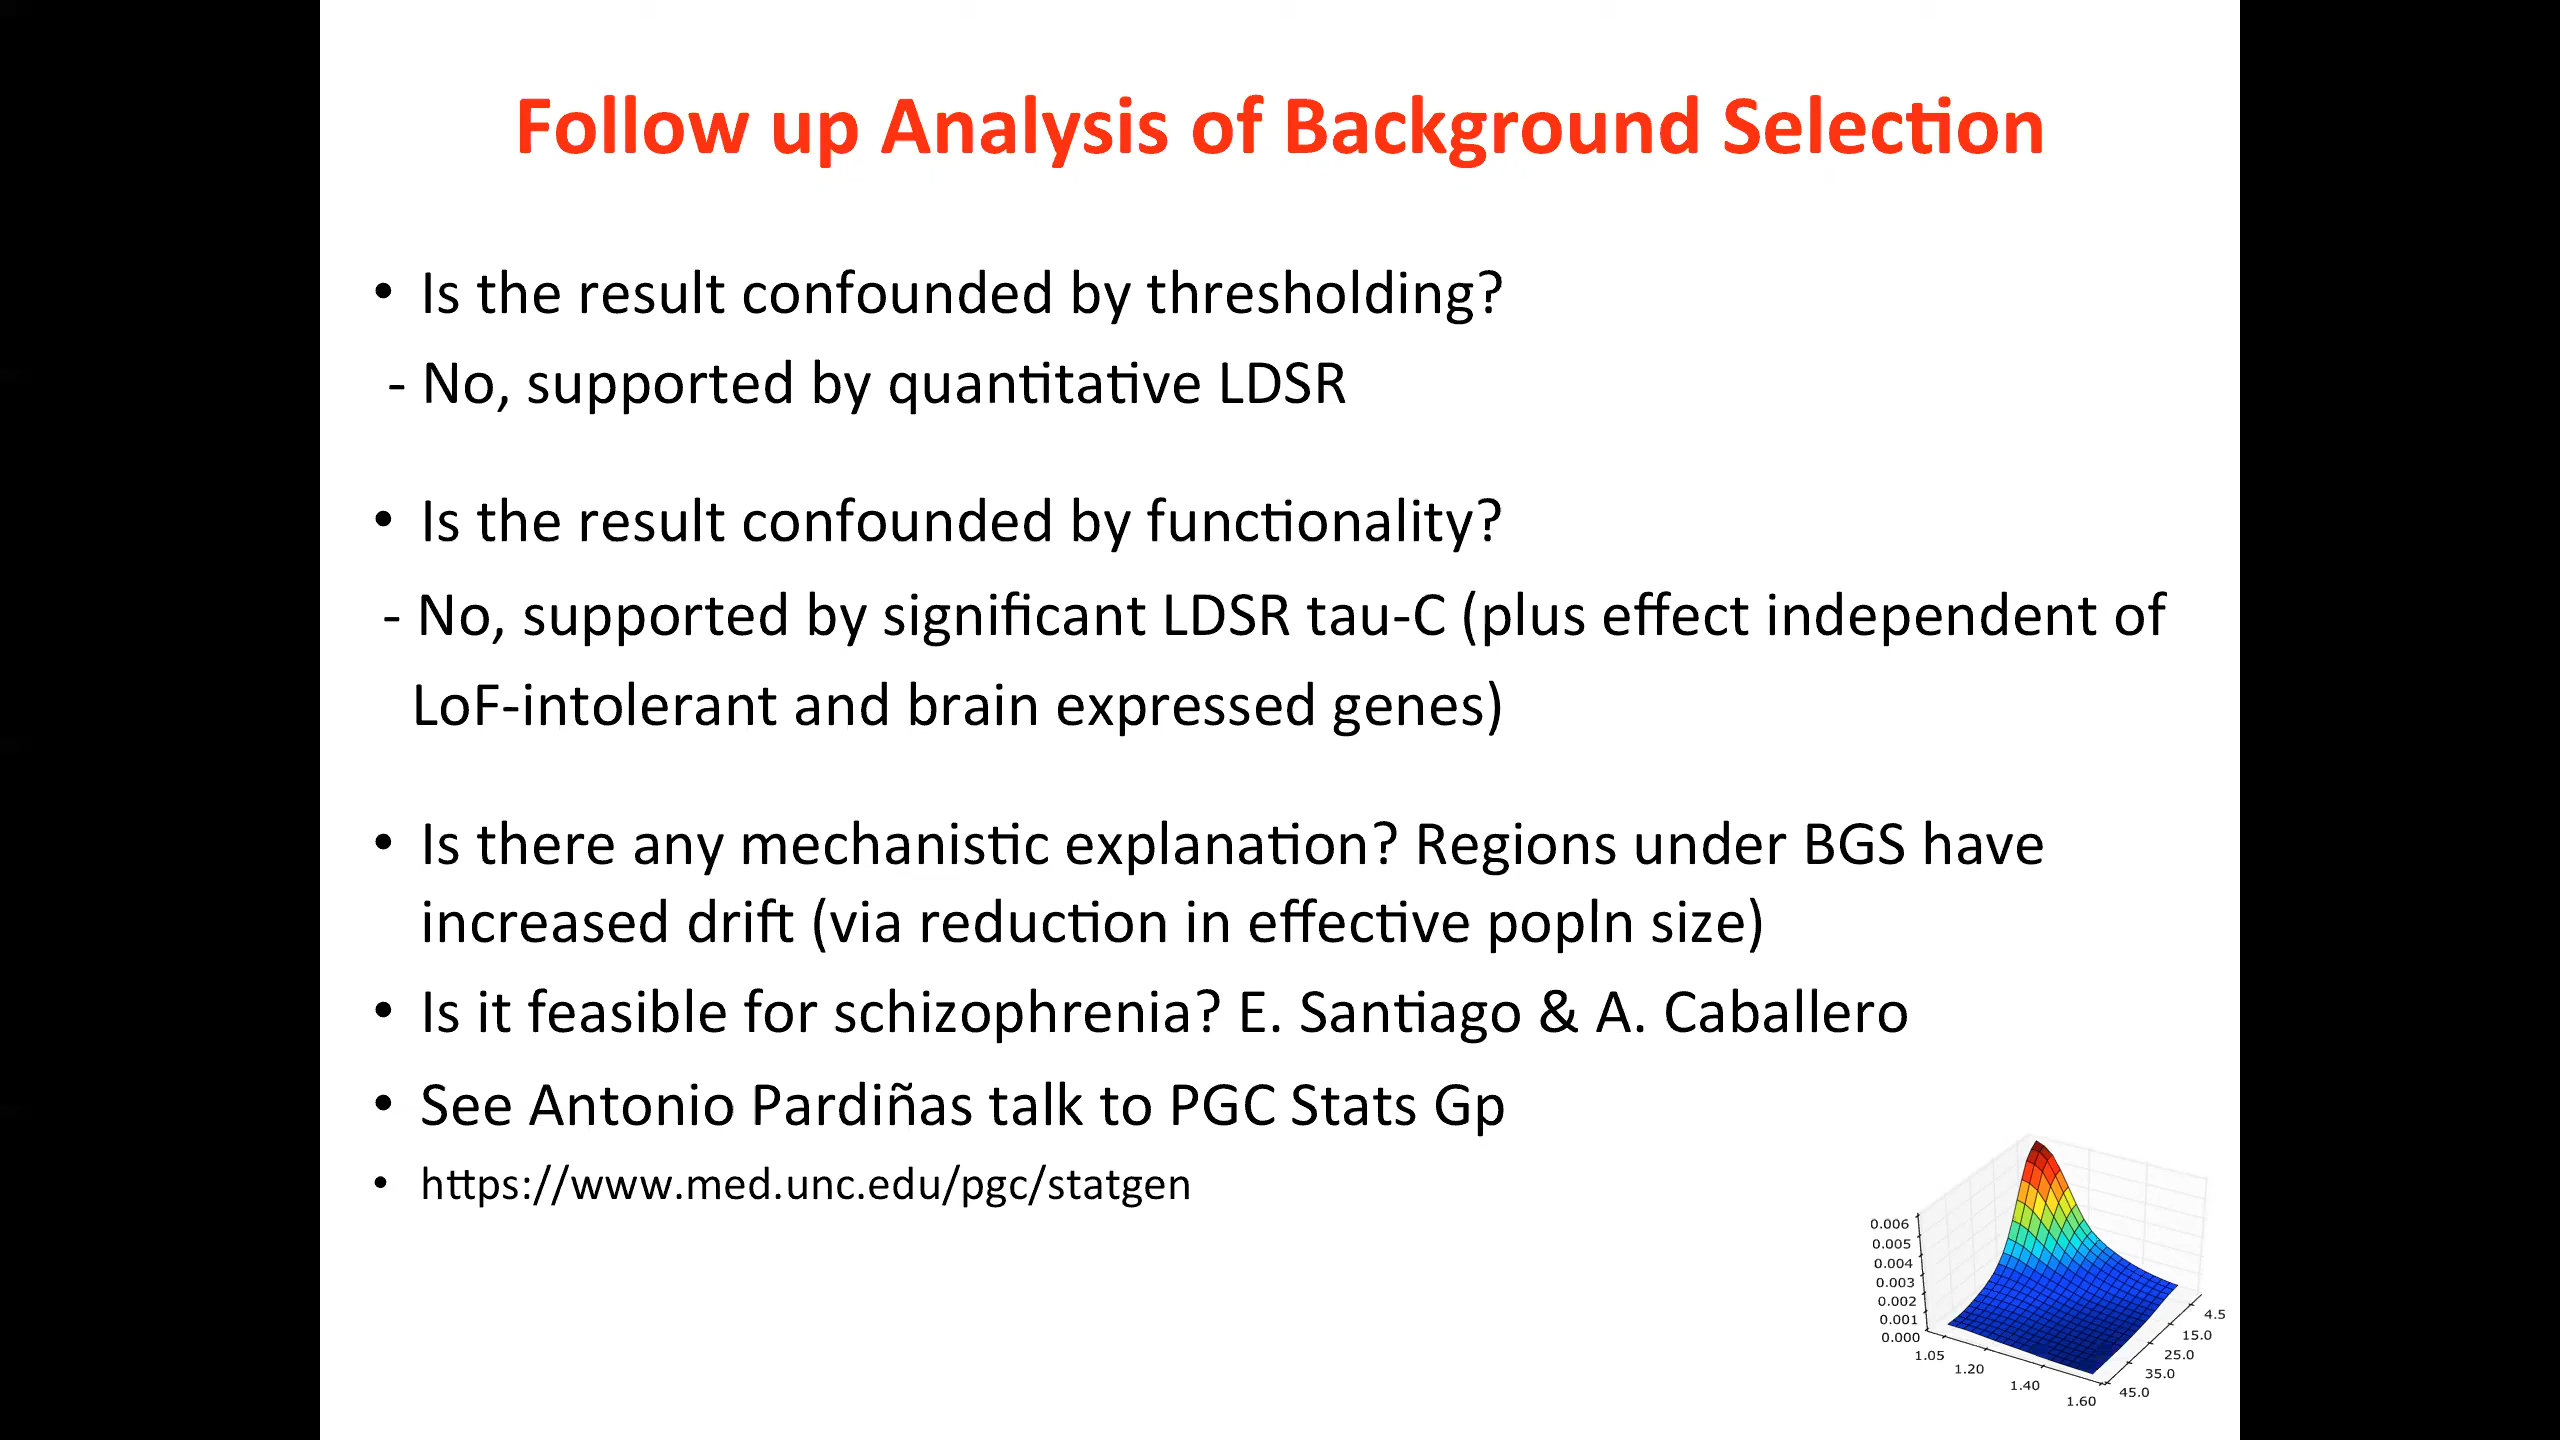 Follow up Analysis of Background Selection
• Is the result confounded by thresholding?
- No, supported by quantitative LDSR
• Is the result confounded by functionality?
- No, supported by significant LDSR tau-C (plus effect independent of
LoF-intolerant and brain expressed genes)
• Is there any mechanistic explanation? Regions under BGS have
increased drift (via reduction in effective popln size)
• Is it feasible for schizophrenia? E. Santiago & A. Caballero
• See Antonio Pardiñas talk to PGC Stats Gp
• https://www.med.unc.edu/pgc/statgen
0.006
0.005
0.004
0.003
0.002
0.001
0.000
1.05
1.20
1.40
1.60
4.5
15.0
25.0
35.0
45.0